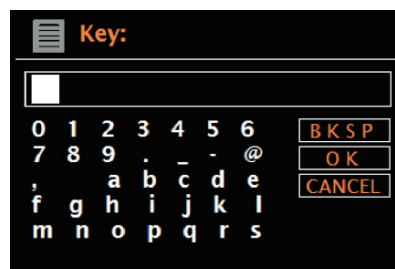 Key:
0 1 2 3 4 5 6 BKSP
7 8 9 . _ - @ OK
, a b c d e CANCEL
f g h i j k l
m n o p q r s